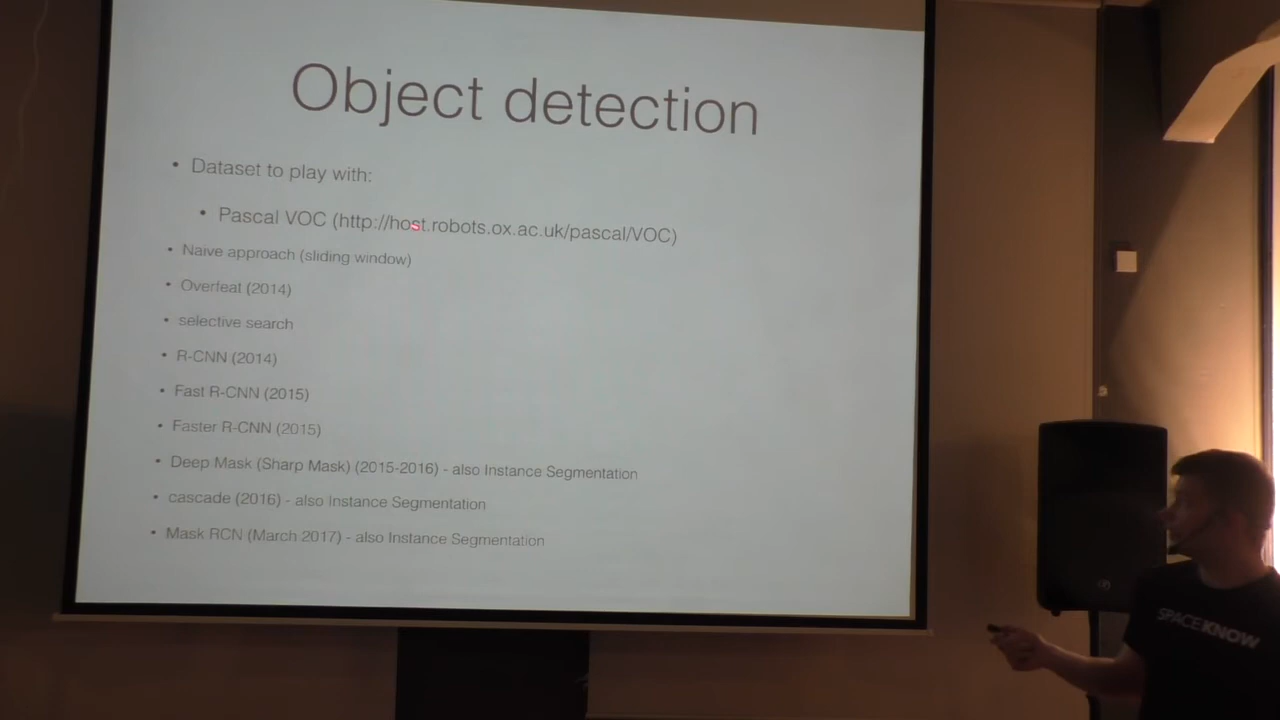 Object detection
• Dataset to play with:
• Pascal VOC (http://host.robots.ox.ac.uk/pascal/VOC)
• Naive approach (sliding window)
• Overfeat (2014)
• selective search
• R-CNN (2014)
• Fast R-CNN (2015)
• Faster R-CNN (2015)
• Deep Mask (Sharp Mask) (2015-2016) - also Instance Segmentation
• cascade (2016) - also Instance Segmentation
• Mask RCN (March 2017) - also Instance Segmentation
SPACEKNOW